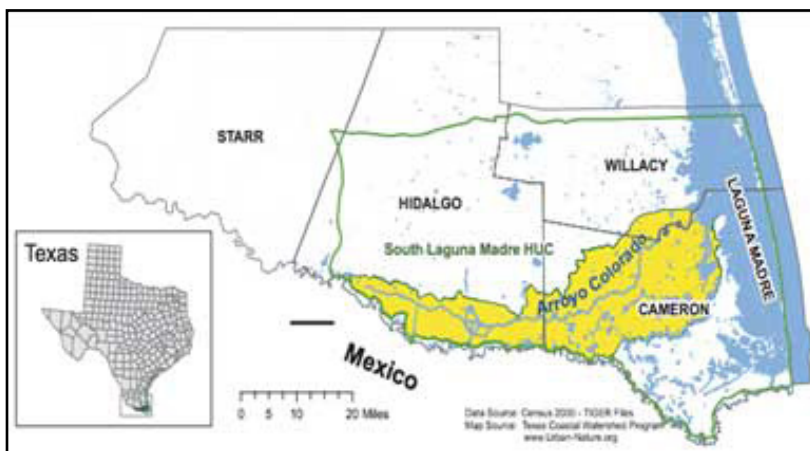 STARR
WILLACY
HIDALGO
LAGUNA MADRE
South Laguna Madre HUC
Arroyo Colorado
CAMERON
Texas
Mexico
0 5 10 20 Miles
Data Source: Census 2000 - TIGER Files
Map Source: Texas Coastal Watershed Program
www.Urban-Nature.org